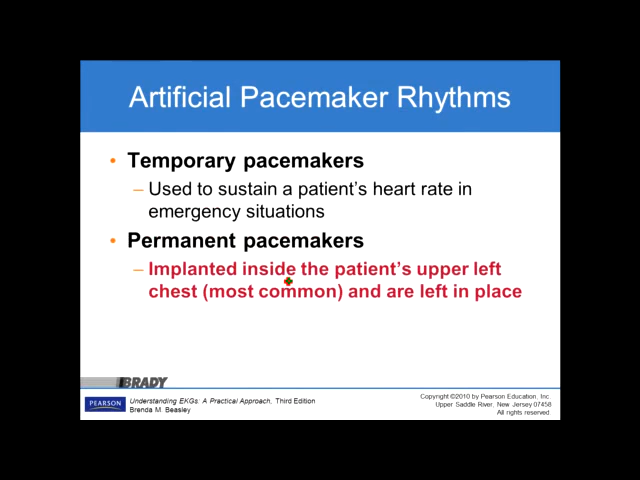 Artificial Pacemaker Rhythms
• Temporary pacemakers
– Used to sustain a patient's heart rate in
emergency situations
• Permanent pacemakers
– Implanted inside the patient's upper left
chest (most common) and are left in place
BRADY
PEARSON
Understanding EKGs: A Practical Approach, Third Edition
Brenda M. Beasley
Copyright ©2010 by Pearson Education, Inc.
Upper Saddle River, New Jersey 07458
All rights reserved.